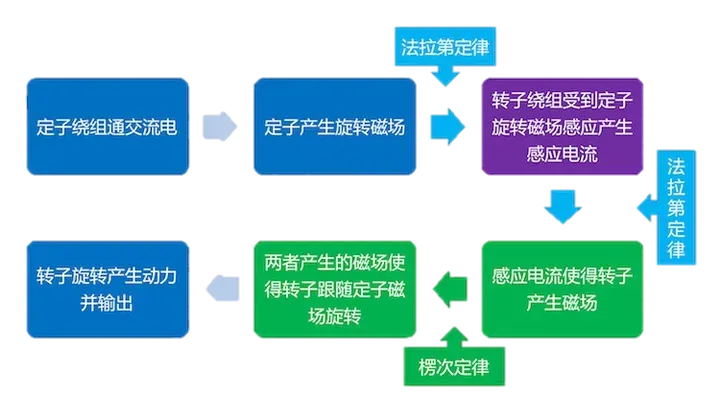 法拉第定律
定子绕组通交流电
定子产生旋转磁场
转子绕组受到定子
旋转磁场感应产生
感应电流
法拉第定律
转子旋转产生动力
并输出
两者产生的磁场使
得转子跟随定子磁
场旋转
感应电流使得转子
产生磁场
楞次定律